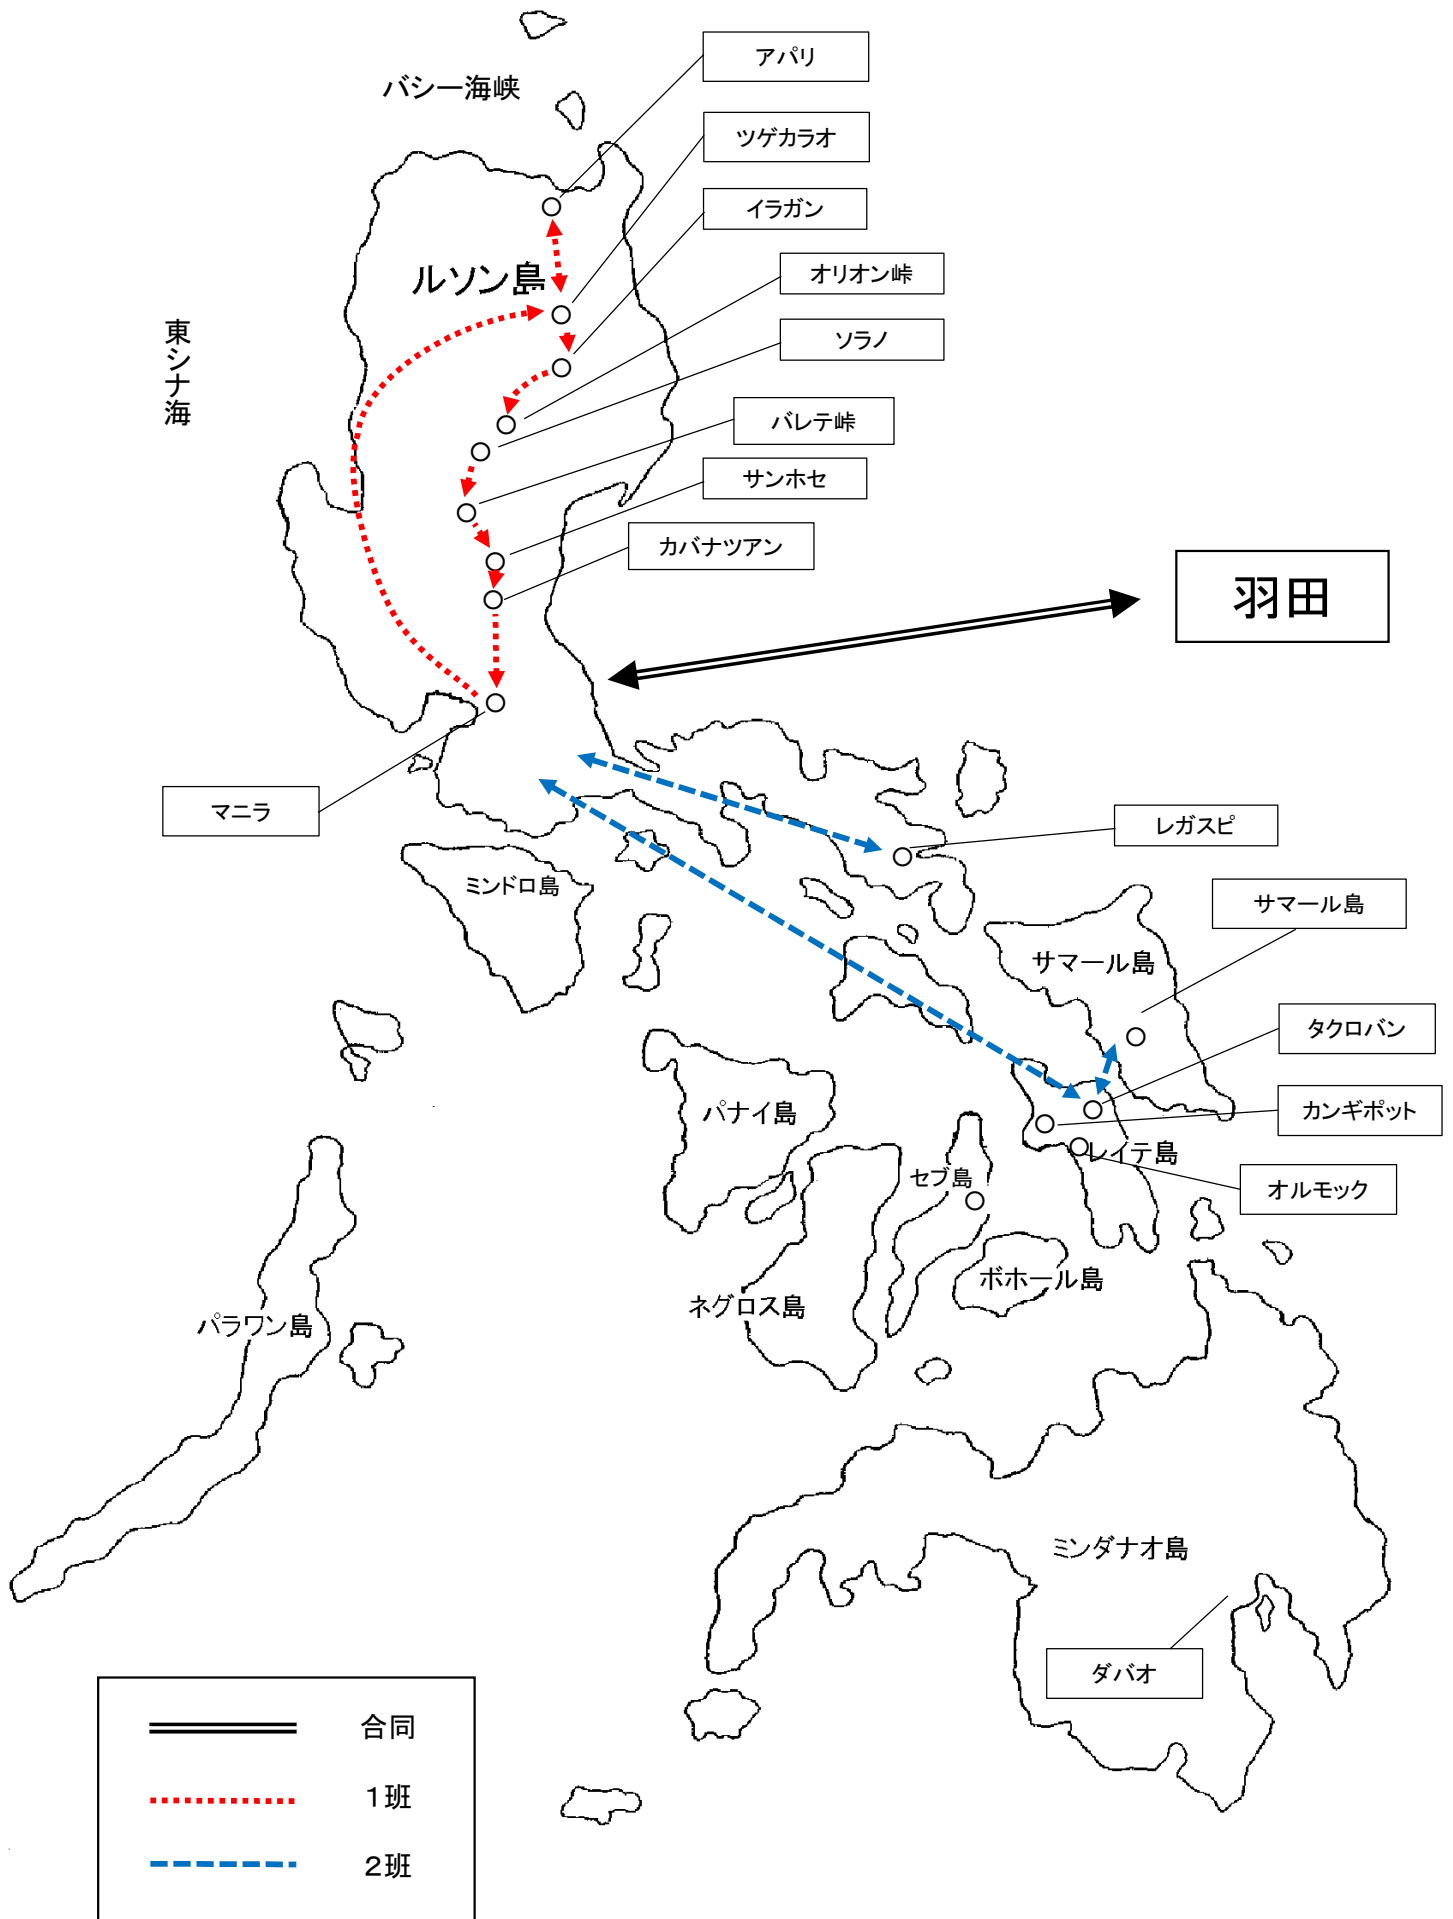 アパリ
バシー海峡
ツゲカラオ
イラガン
オリオン峠
ルソン島
東シナ海
ソラノ
バレテ峠
サンホセ
カバナツアン
羽田
マニラ
レガスピ
ミンドロ島
サマール島
サマール島
タクロバン
カンギポット
パナイ島
レイテ島
セブ島
オルモック
ボホール島
ネグロス島
パラワン島
ミンダナオ島
ダバオ
合同
1班
2班